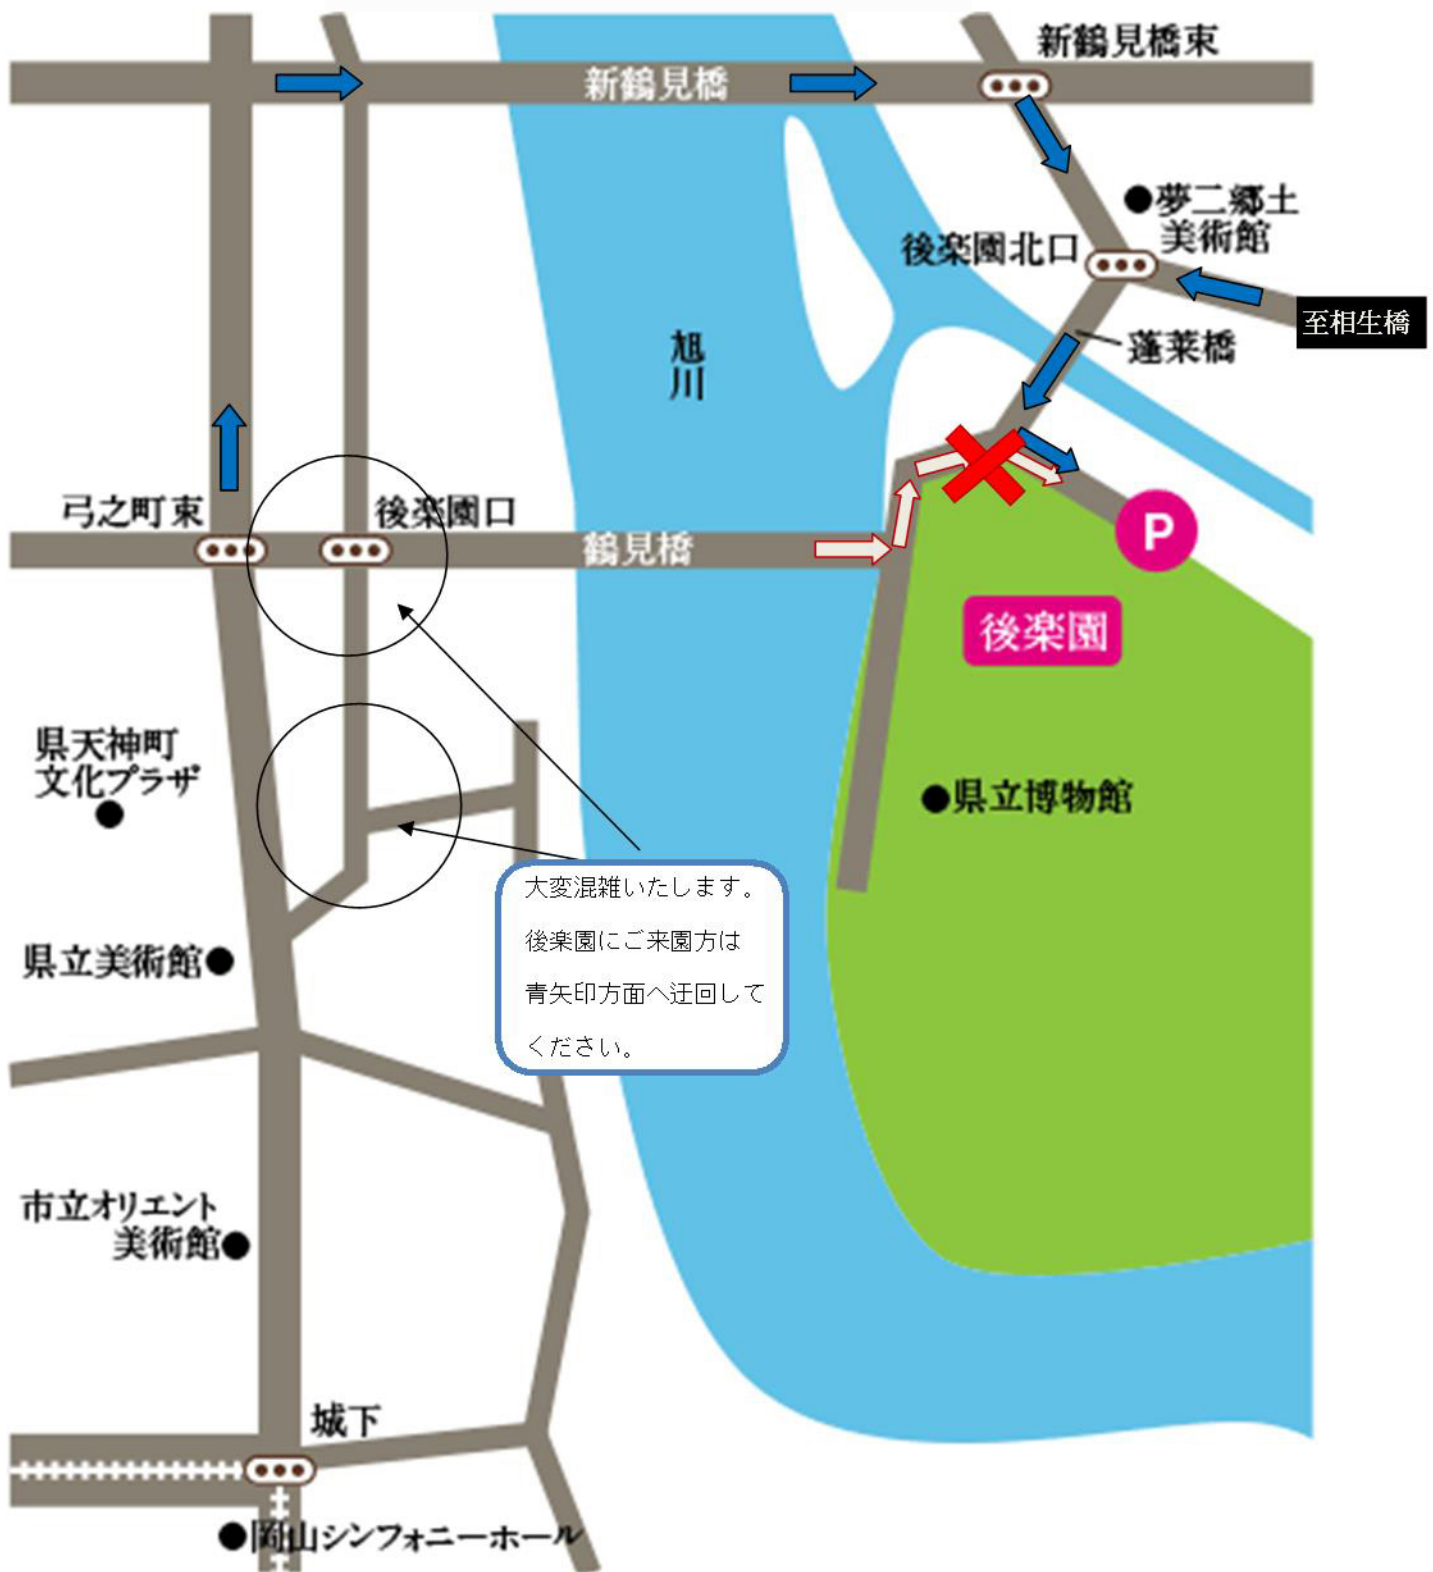 新鶴見橋東
新鶴見橋
夢二郷土
美術館
後楽園北口
至相生橋
蓬莱橋
旭川
弓之町東
後楽園口
鶴見橋
P
後楽園
県天神町
文化プラザ
県立博物館
大変混雑いたします。
後楽園にご来園方は
青矢印方面へ迂回して
ください。
県立美術館
市立オリエント
美術館
城下
岡山シンフォニーホール